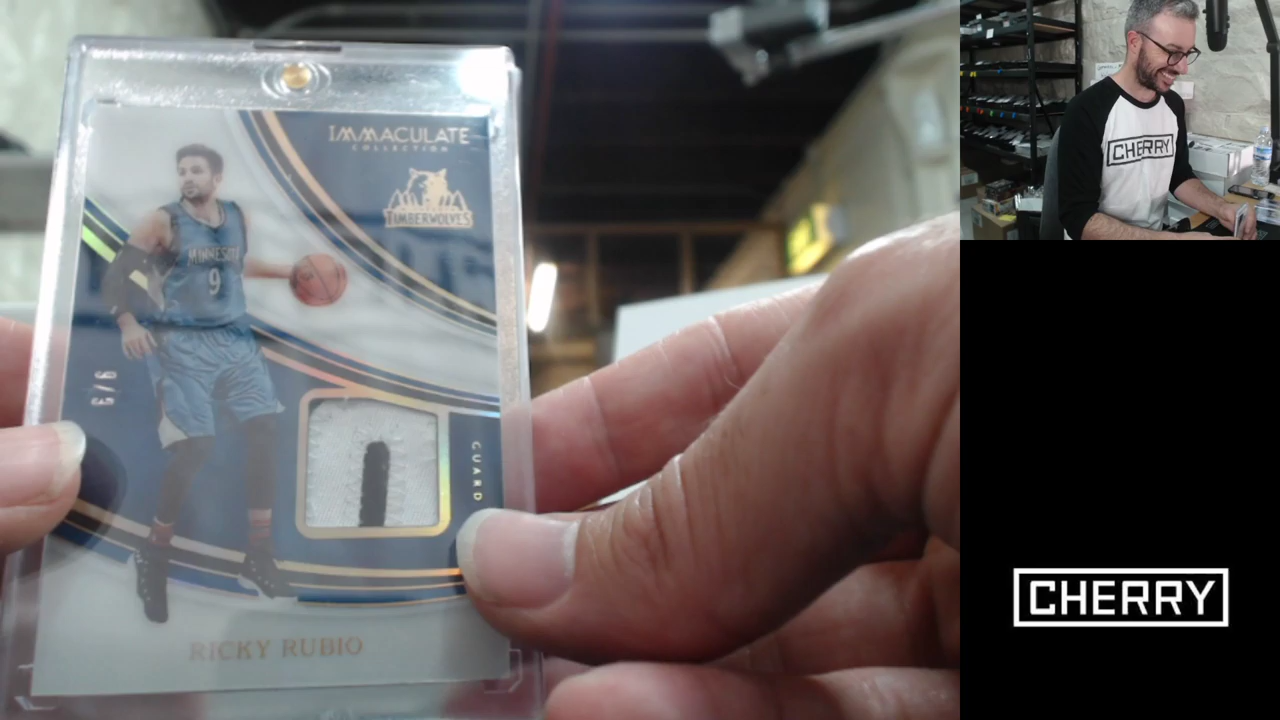 IMMACULATE
COLLECTION
TIMBERWOLVES
MINNESOTA
9
GUARD
RICKY RUBIO
CHERRY
CHERRY